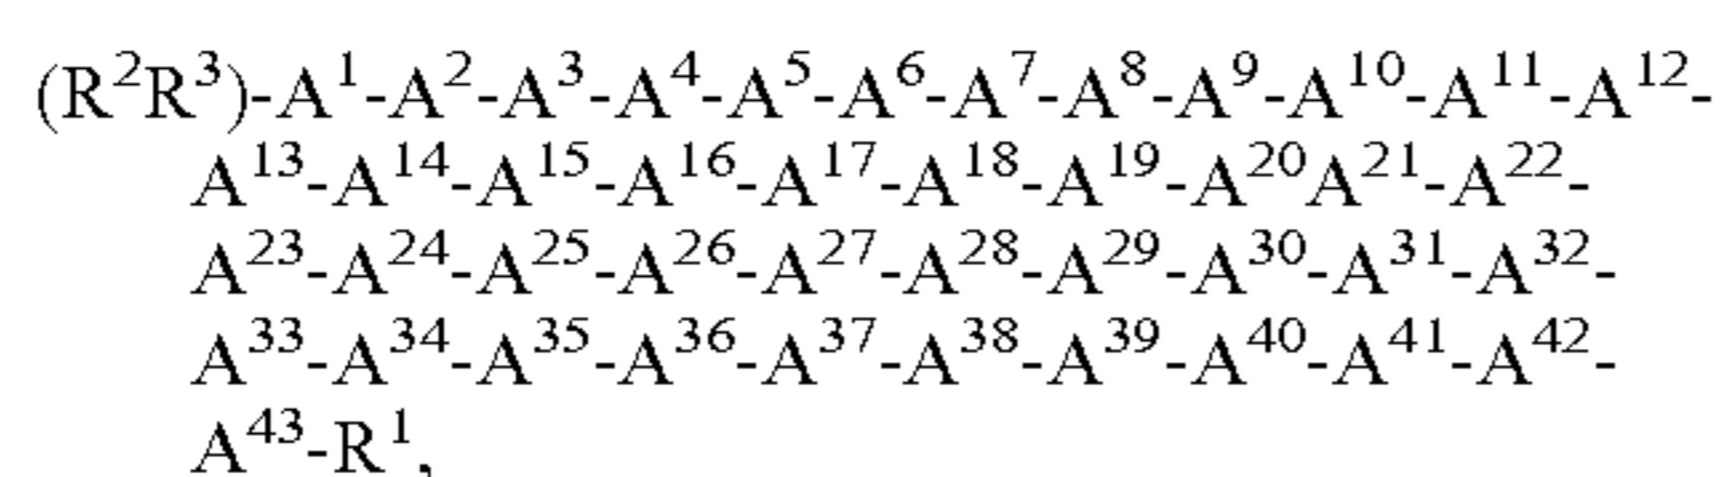 (R²R³)-A¹-A²-A³-A⁴-A⁵-A⁶-A⁷-A⁸-A⁹-A¹⁰-A¹¹-A¹²-
A¹³-A¹⁴-A¹⁵-A¹⁶-A¹⁷-A¹⁸-A¹⁹-A²⁰A²¹-A²²-
A²³-A²⁴-A²⁵-A²⁶-A²⁷-A²⁸-A²⁹-A³⁰-A³¹-A³²-
A³³-A³⁴-A³⁵-A³⁶-A³⁷-A³⁸-A³⁹-A⁴⁰-A⁴¹-A⁴²-
A⁴³-R¹,